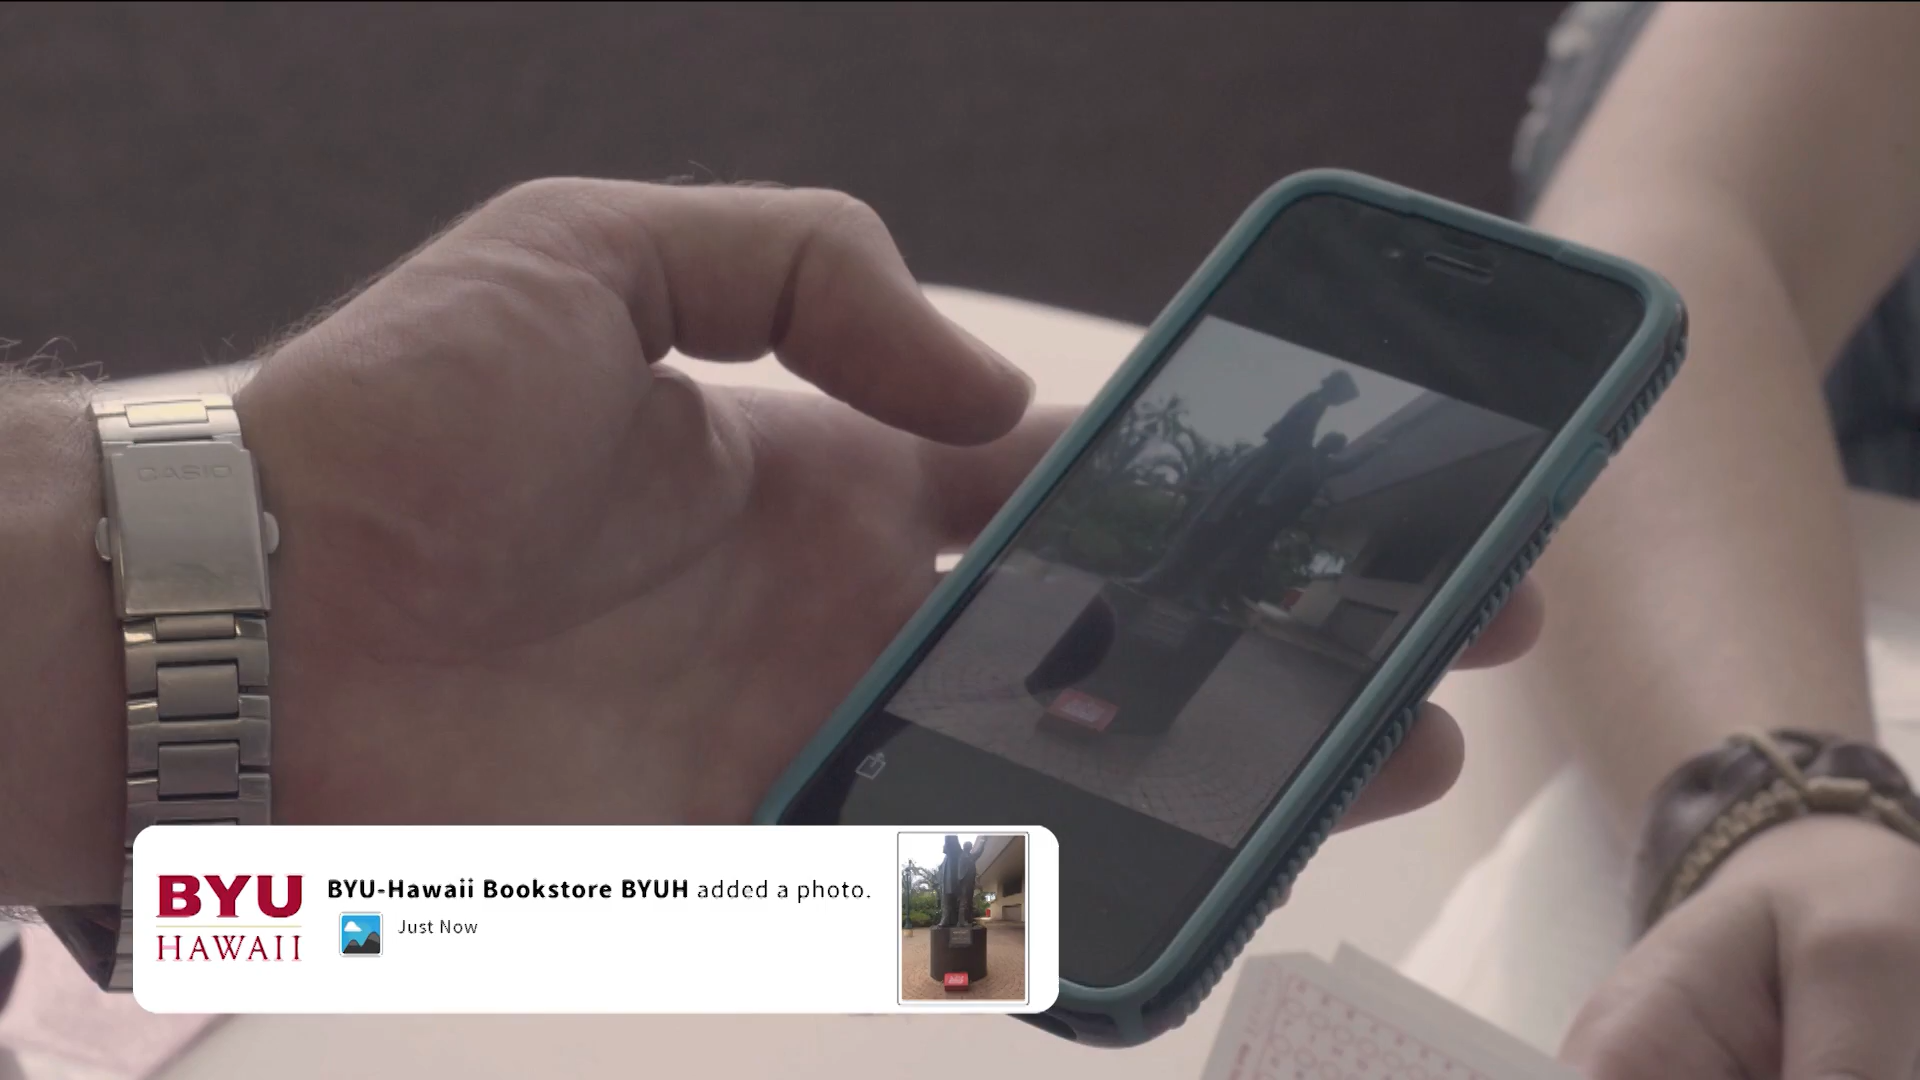 CASIO
BYU
HAWAII
BYU-Hawaii Bookstore BYUH added a photo.
Just Now